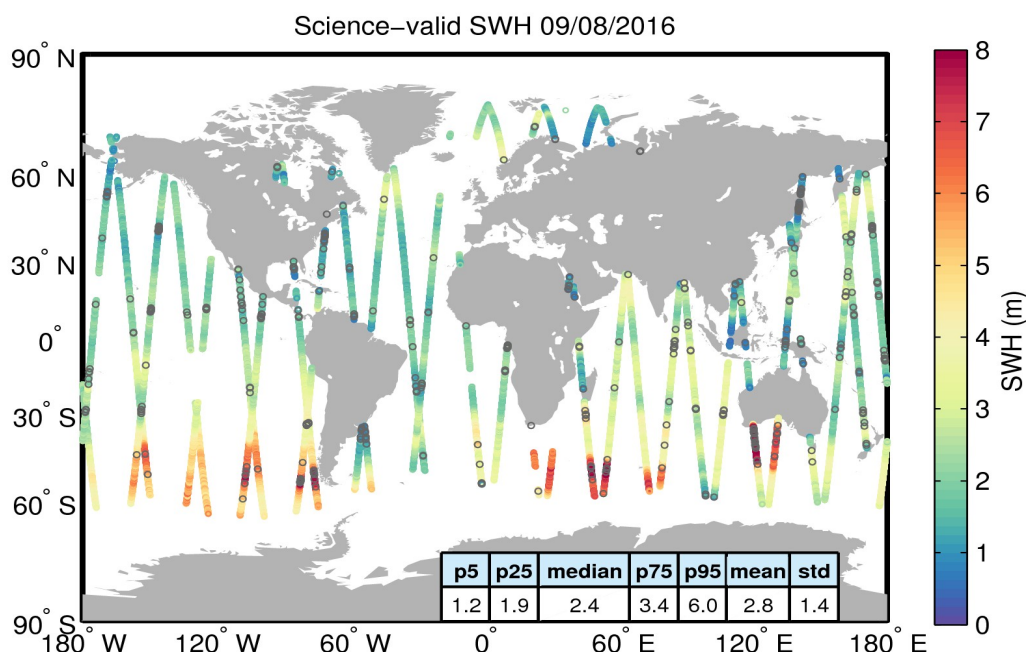 Science–valid SWH 09/08/2016
90° N
60° N
30° N
0°
30° S
60° S
90° S
180° W
120° W
60° W
0°
60° E
120° E
180° E
p5 p25 median p75 p95 mean std
1.2 1.9 2.4 3.4 6.0 2.8 1.4
8
7
6
5
4
3
2
1
0
SWH (m)